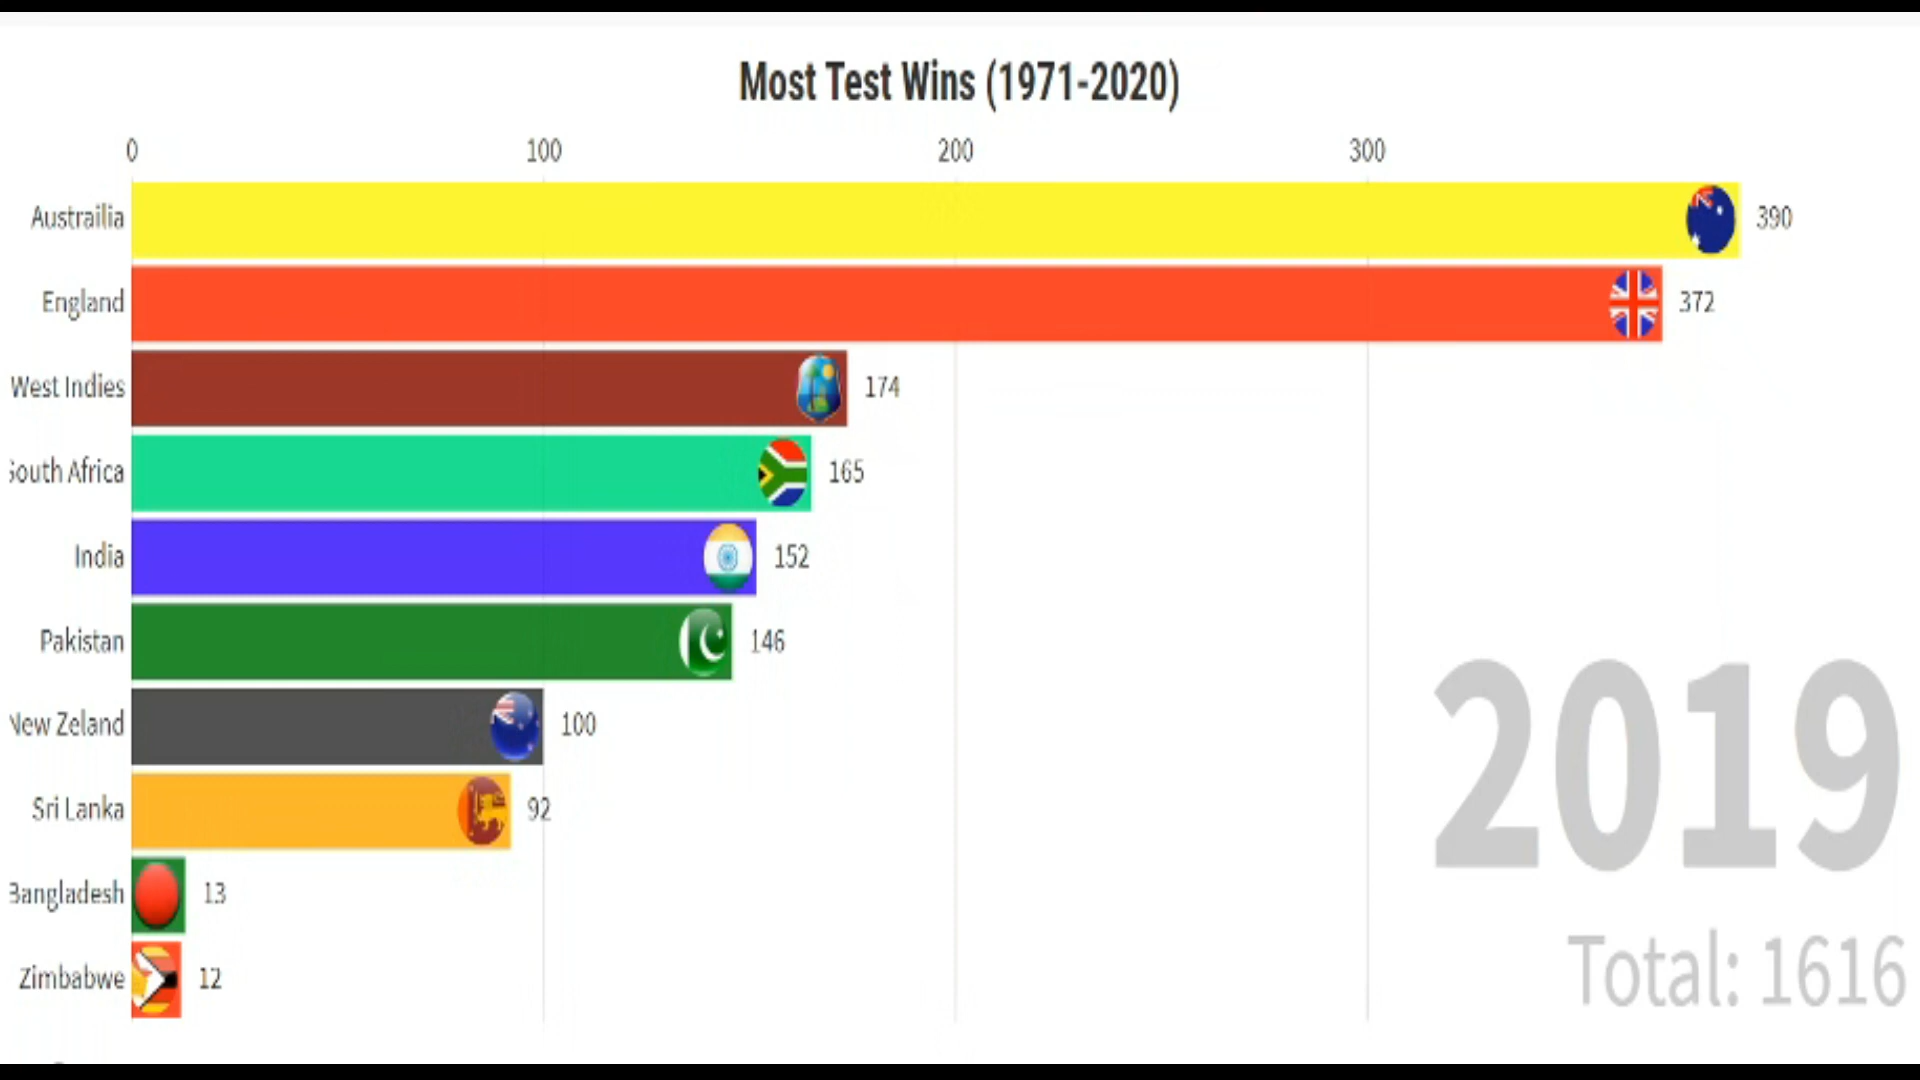 Most Test Wins (1971-2020)
0 100 200 300
Austrailia 390
England 372
West Indies 174
South Africa 165
India 152
Pakistan 146
New Zeland 100
Sri Lanka 92
Bangladesh 13
Zimbabwe 12
2019
Total: 1616